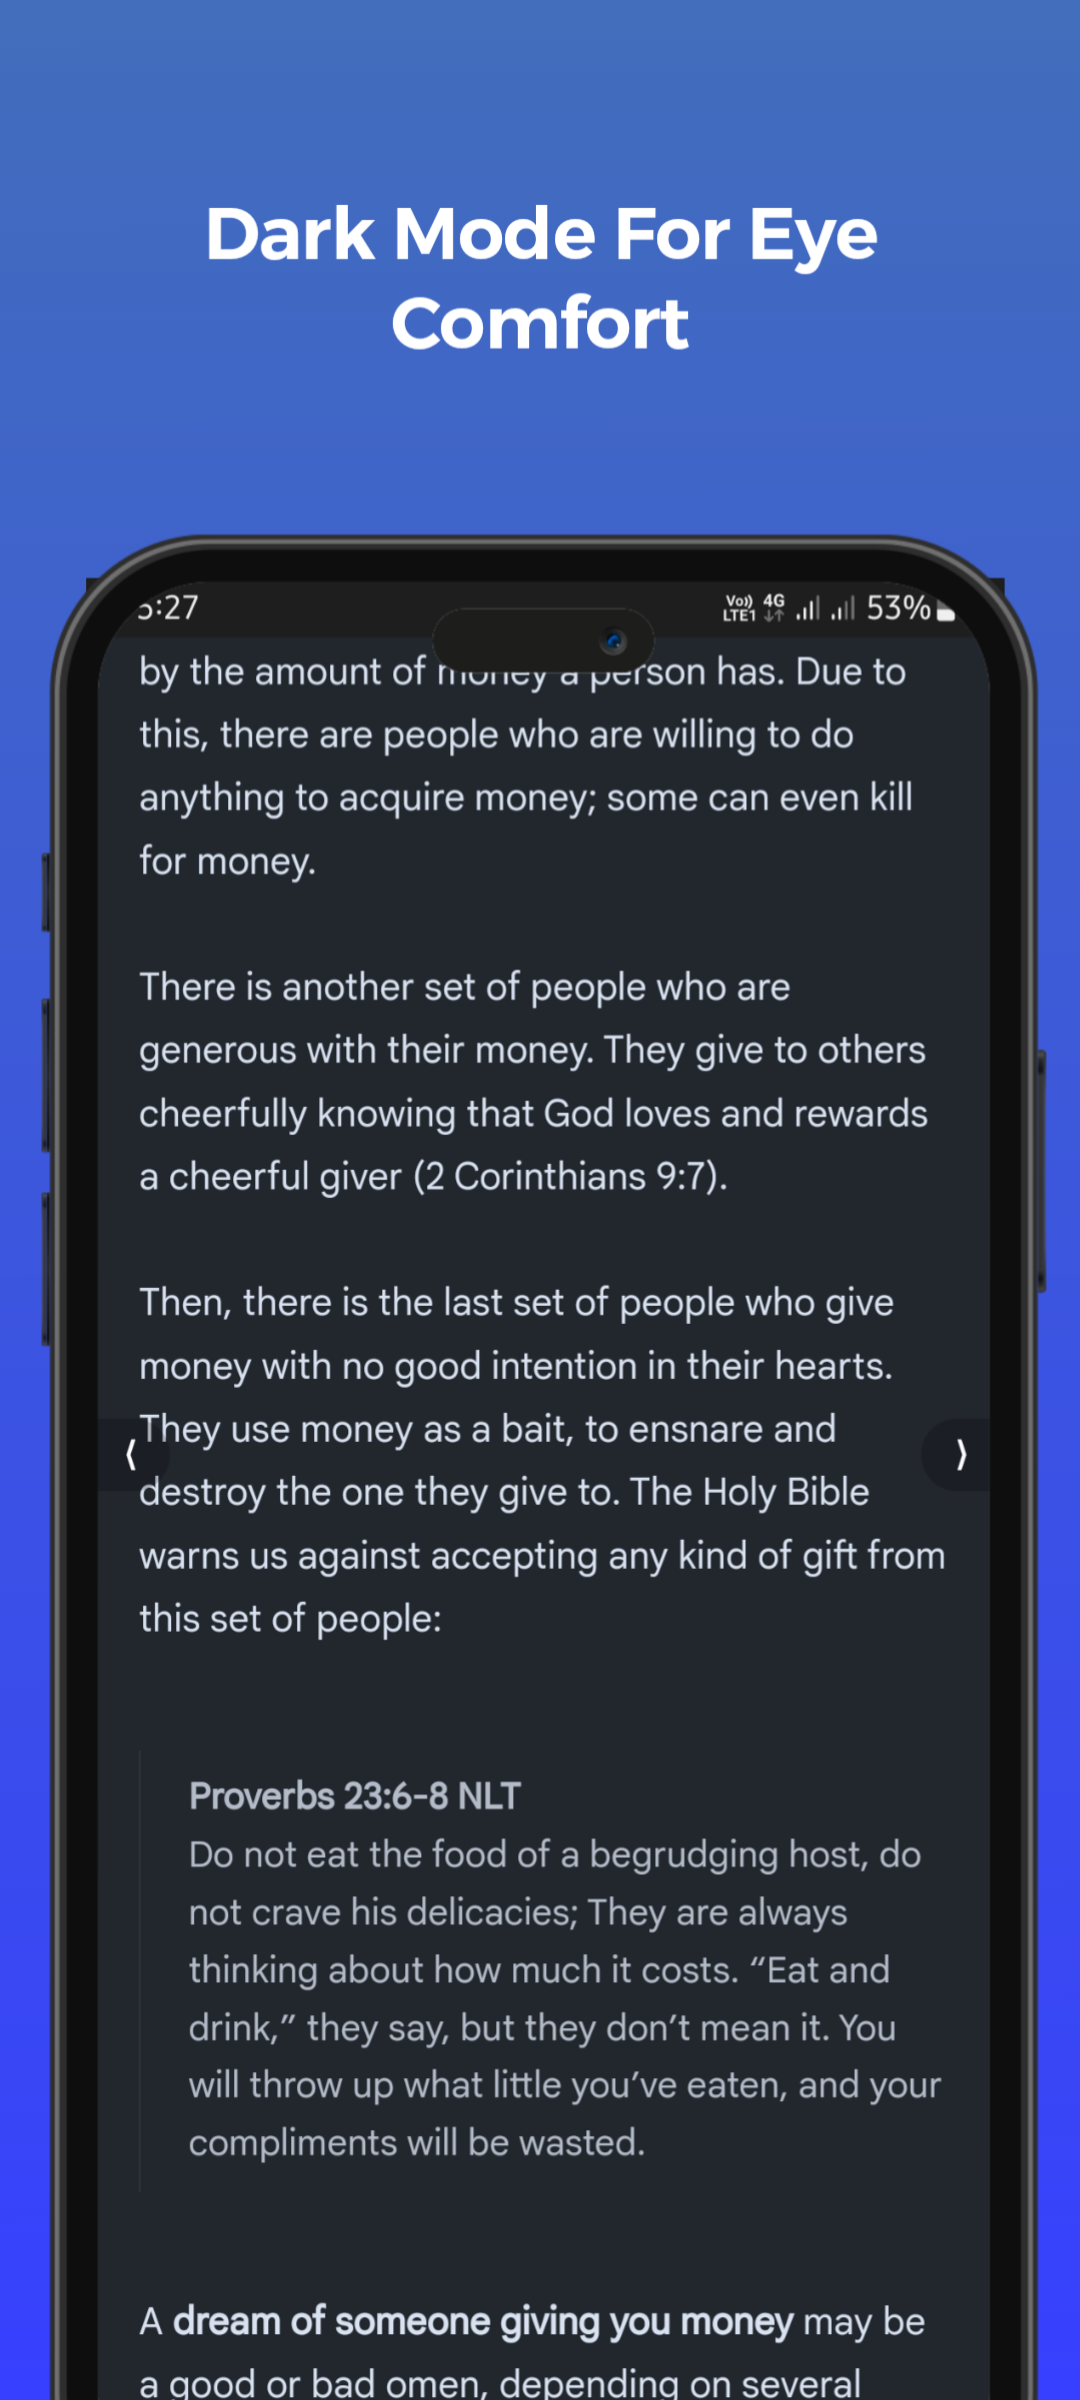 Dark Mode For Eye
Comfort
5:27
Vo)) 4G 53%
LTE1
by the amount of money a person has. Due to
this, there are people who are willing to do
anything to acquire money; some can even kill
for money.
There is another set of people who are
generous with their money. They give to others
cheerfully knowing that God loves and rewards
a cheerful giver (2 Corinthians 9:7).
Then, there is the last set of people who give
money with no good intention in their hearts.
They use money as a bait, to ensnare and
destroy the one they give to. The Holy Bible
warns us against accepting any kind of gift from
this set of people:
Proverbs 23:6-8 NLT
Do not eat the food of a begrudging host, do
not crave his delicacies; They are always
thinking about how much it costs. “Eat and
drink,” they say, but they don’t mean it. You
will throw up what little you’ve eaten, and your
compliments will be wasted.
A dream of someone giving you money may be
a good or bad omen, depending on several